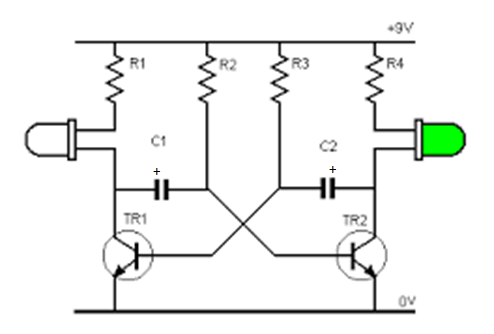 +9V
R1
R2
R3
R4
C1
C2
+
+
TR1
TR2
0V